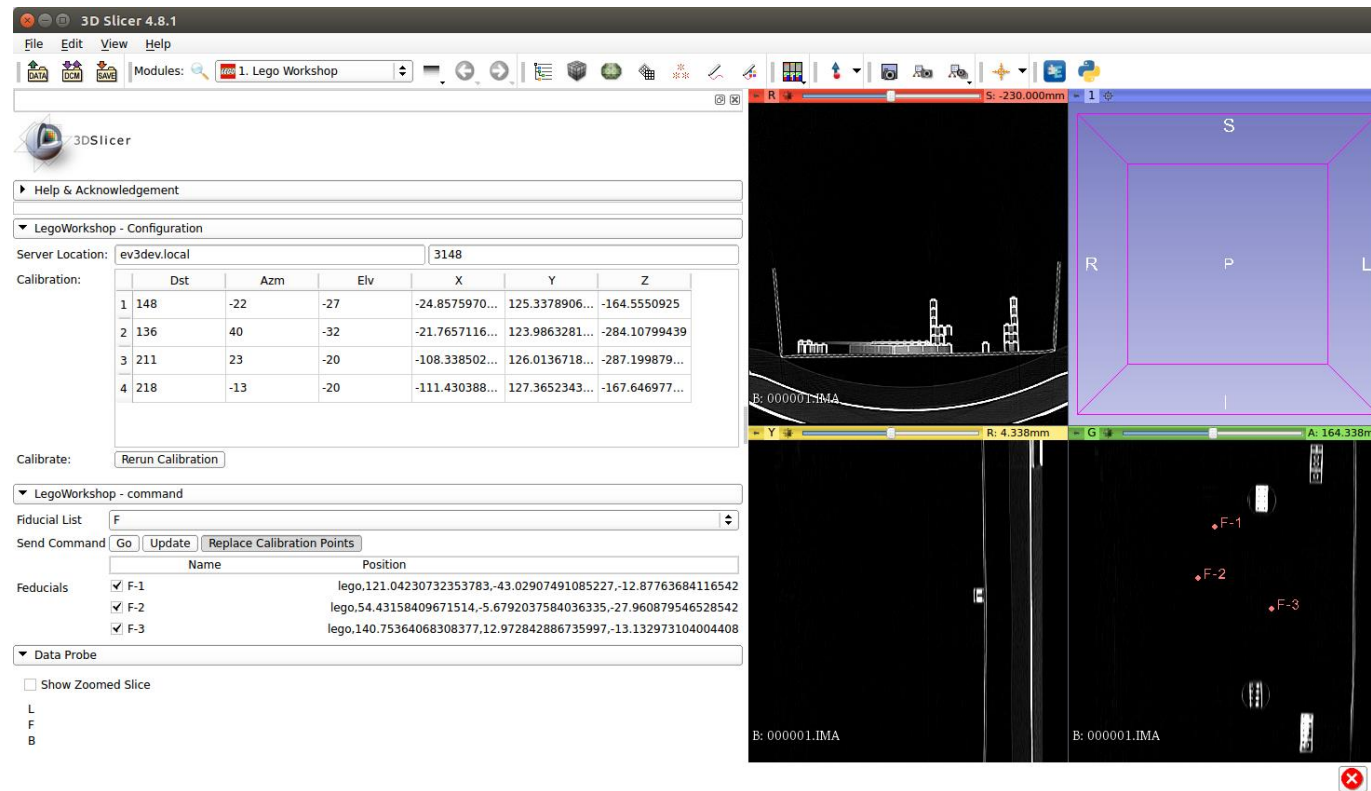 3D Slicer 4.8.1
File Edit View Help
DATA DCM SAVE Modules: 1. Lego Workshop
3DSlicer
Help & Acknowledgement
LegoWorkshop - Configuration
Server Location: ev3dev.local 3148
Calibration:
Dst Azm Elv X Y Z
1 148 -22 -27 -24.8575970... 125.3378906... -164.5550925
2 136 40 -32 -21.7657116... 123.9863281... -284.10799439
3 211 23 -20 -108.338502... 126.0136718... -287.199879...
4 218 -13 -20 -111.430388... 127.3652343... -167.646977...
Calibrate: Rerun Calibration
LegoWorkshop - command
Fiducial List F
Send Command Go Update Replace Calibration Points
Name Position
Feducials
F-1 lego,121.04230732353783,-43.02907491085227,-12.87763684116542
F-2 lego,54.43158409671514,-5.6792037584036335,-27.960879546528542
F-3 lego,140.75364068308377,12.972842886735997,-13.132973104004408
Data Probe
Show Zoomed Slice
L
F
B
R S: -230.000mm
B: 000001.IMA
1
S
R P L
I
Y R: 4.338mm
B: 000001.IMA
G A: 164.338m
F-1
F-2
F-3
B: 000001.IMA